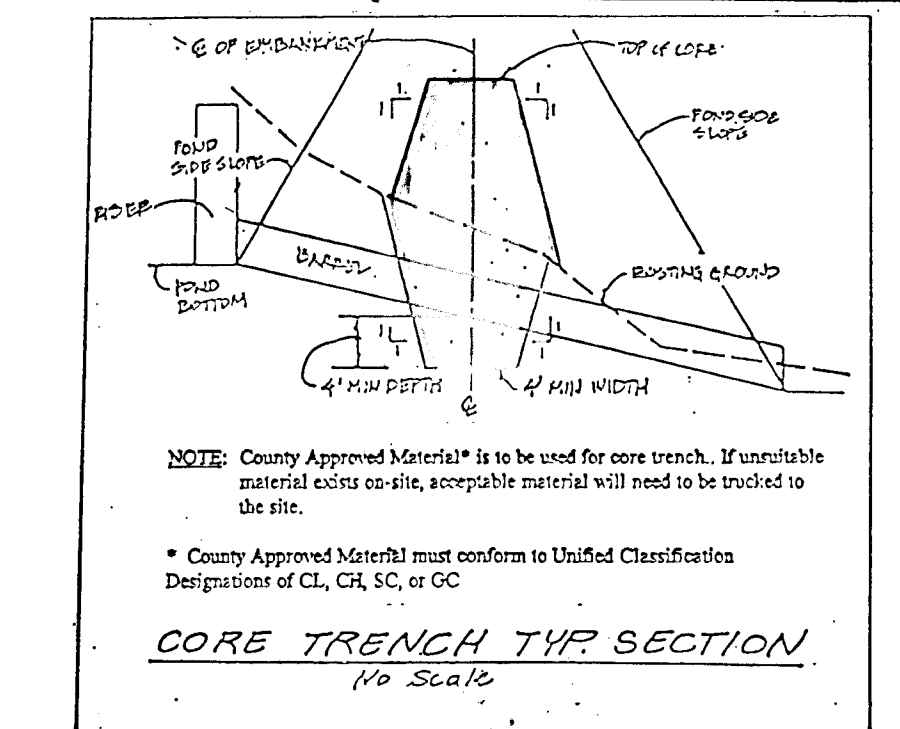 ℄ OF EMBANKMENT
TOP OF CORE
POND SIDE
SLOPE
POND
SIDE SLOPE
RISER
BARREL
EXISTING GROUND
POND
BOTTOM
1
1
1
1
1
1
1
1
4' MIN DEPTH
4' MIN WIDTH
℄
NOTE: County Approved Material* is to be used for core trench.. If unsuitable
material exists on-site, acceptable material will need to be trucked to
the site.
* County Approved Material must conform to Unified Classification
Designations of CL, CH, SC, or GC
CORE TRENCH TYP. SECTION
No Scale